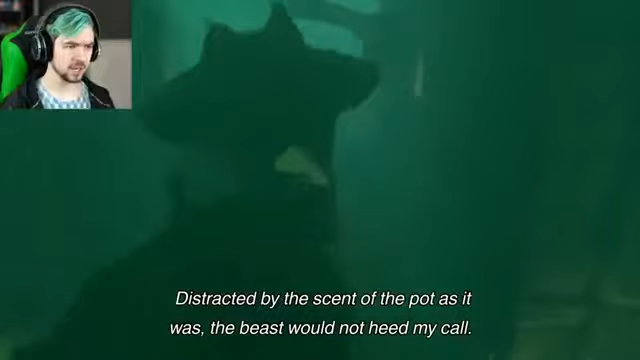 Distracted by the scent of the pot as it
was, the beast would not heed my call.